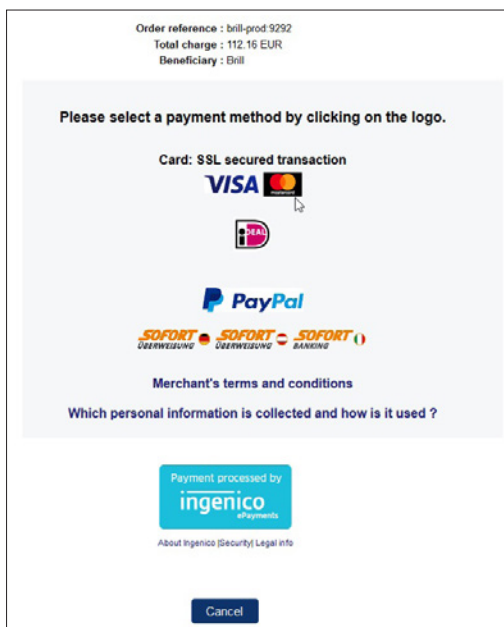 Order reference : brill-prod:9292
Total charge : 112.16 EUR
Beneficiary : Brill
Please select a payment method by clicking on the logo.
Card: SSL secured transaction
VISA mastercard
iDEAL
PayPal
SOFORT ÜBERWEISUNG SOFORT ÜBERWEISUNG SOFORT BANKING
Merchant's terms and conditions
Which personal information is collected and how is it used ?
Payment processed by
ingenico
ePayments
About Ingenico |Security| Legal info
Cancel